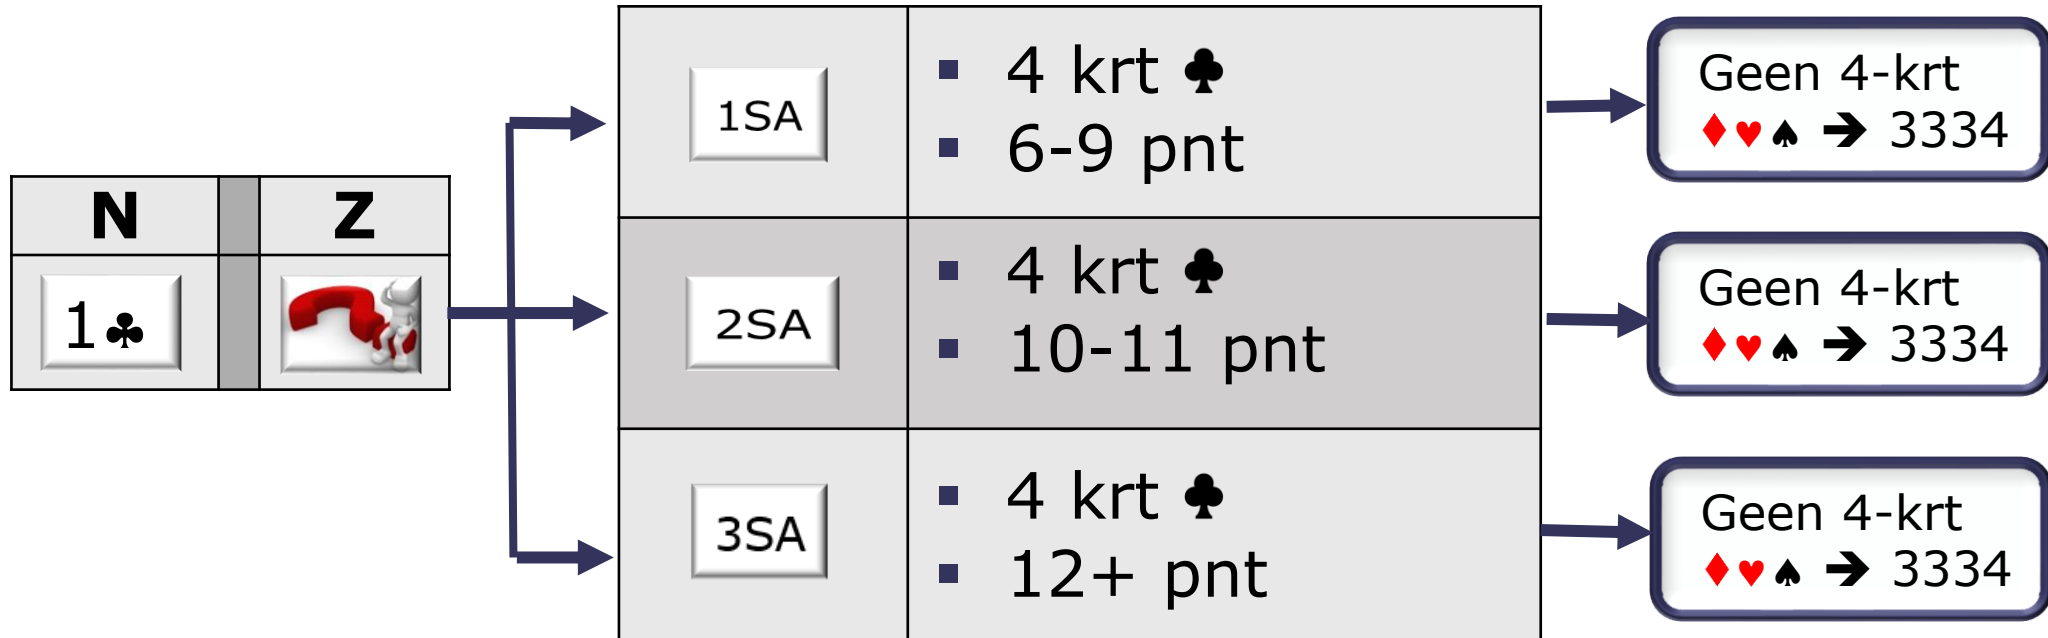 N Z
1♣
1SA
▪ 4 krt ♣
▪ 6-9 pnt
Geen 4-krt
♦♥♠ ➔ 3334
2SA
▪ 4 krt ♣
▪ 10-11 pnt
Geen 4-krt
♦♥♠ ➔ 3334
3SA
▪ 4 krt ♣
▪ 12+ pnt
Geen 4-krt
♦♥♠ ➔ 3334